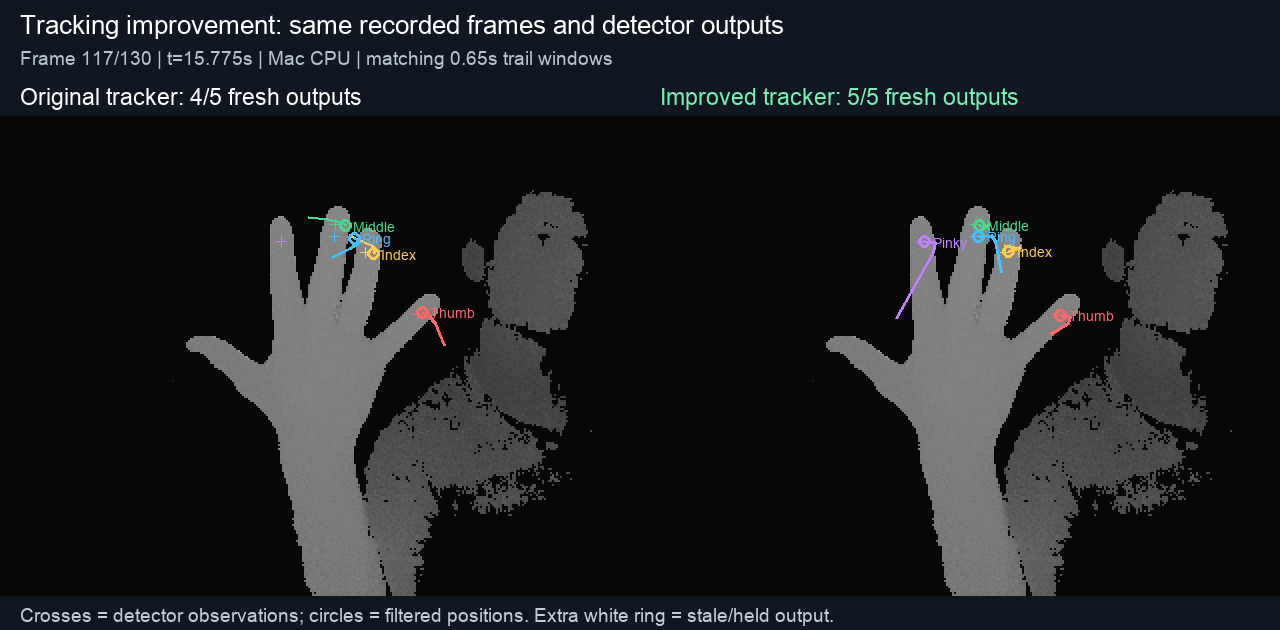 Tracking improvement: same recorded frames and detector outputs
Frame 117/130 | t=15.775s | Mac CPU | matching 0.65s trail windows
Original tracker: 4/5 fresh outputs
Improved tracker: 5/5 fresh outputs
Middle
Ring
Index
Thumb
Middle
Ring
Pinky
Index
Thumb
Crosses = detector observations; circles = filtered positions. Extra white ring = stale/held output.